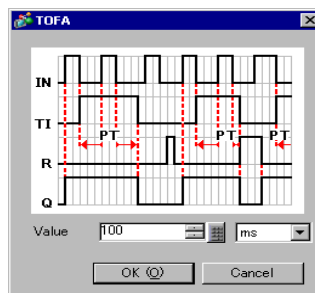 TOFA
IN
TI
PT PT PT
R
Q
Value 100 ms
OK (O) Cancel